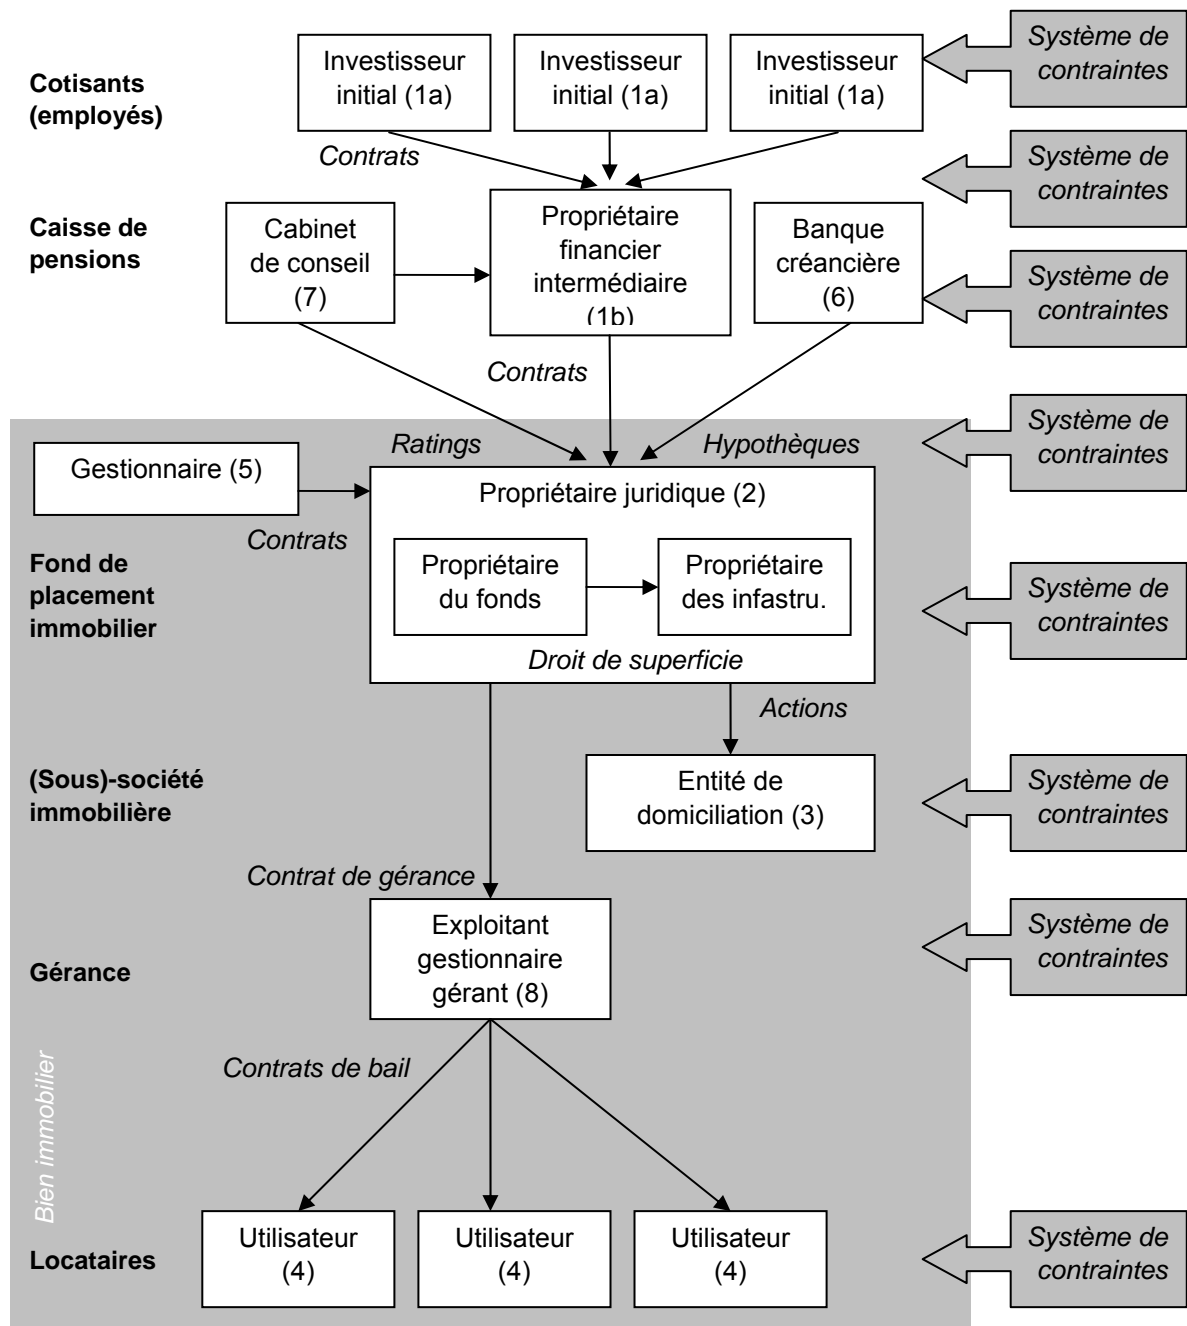 Système de
contraintes
Investisseur
initial (1a)
Investisseur
initial (1a)
Investisseur
initial (1a)
Cotisants
(employés)
Contrats
Système de
contraintes
Caisse de
pensions
Cabinet
de conseil
(7)
Propriétaire
financier
intermédiaire
(1b)
Banque
créancière
(6)
Système de
contraintes
Contrats
Système de
contraintes
Ratings
Hypothèques
Gestionnaire (5)
Propriétaire juridique (2)
Contrats
Fond de
placement
immobilier
Propriétaire
du fonds
Propriétaire
des infastru.
Système de
contraintes
Droit de superficie
Actions
(Sous)-société
immobilière
Entité de
domiciliation (3)
Système de
contraintes
Contrat de gérance
Exploitant
gestionnaire
gérant (8)
Système de
contraintes
Gérance
Contrats de bail
Bien immobilier
Locataires
Utilisateur
(4)
Utilisateur
(4)
Utilisateur
(4)
Système de
contraintes